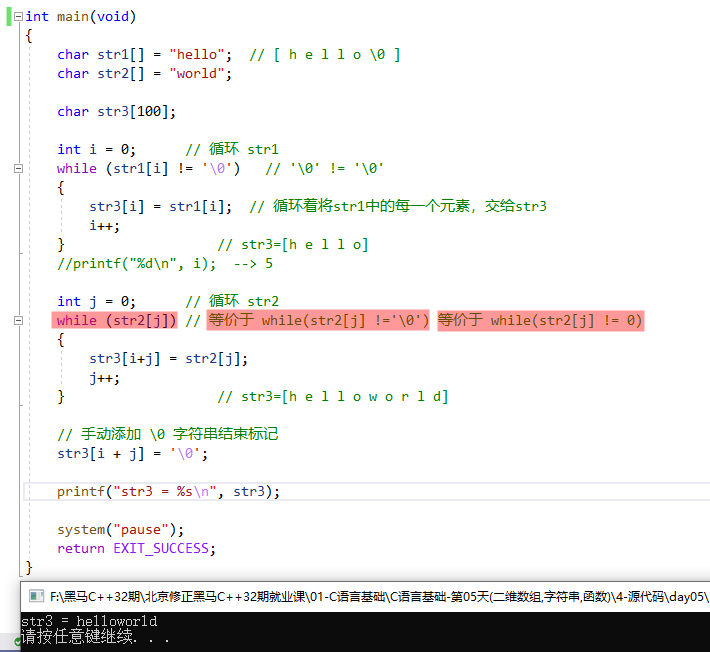 int main(void)
{
char str1[] = "hello";  // [ h e l l o \0 ]
char str2[] = "world";
char str3[100];
int i = 0;      // 循环 str1
while (str1[i] != '\0')   // '\0' != '\0'
{
str3[i] = str1[i];  // 循环着将str1中的每一个元素，交给str3
i++;
}                   // str3=[h e l l o]
//printf("%d\n", i);  --> 5
int j = 0;      // 循环 str2
while (str2[j]) // 等价于 while(str2[j] !='\0') 等价于 while(str2[j] != 0)
{
str3[i+j] = str2[j];
j++;
}                   // str3=[h e l l o w o r l d]
// 手动添加 \0 字符串结束标记
str3[i + j] = '\0';
printf("str3 = %s\n", str3);
system("pause");
return EXIT_SUCCESS;
}
F:\黑马C++32期\北京修正黑马C++32期就业课\01-C语言基础\C语言基础-第05天(二维数组,字符串,函数)\4-源代码\day05\
str3 = helloworld
请按任意键继续. . .